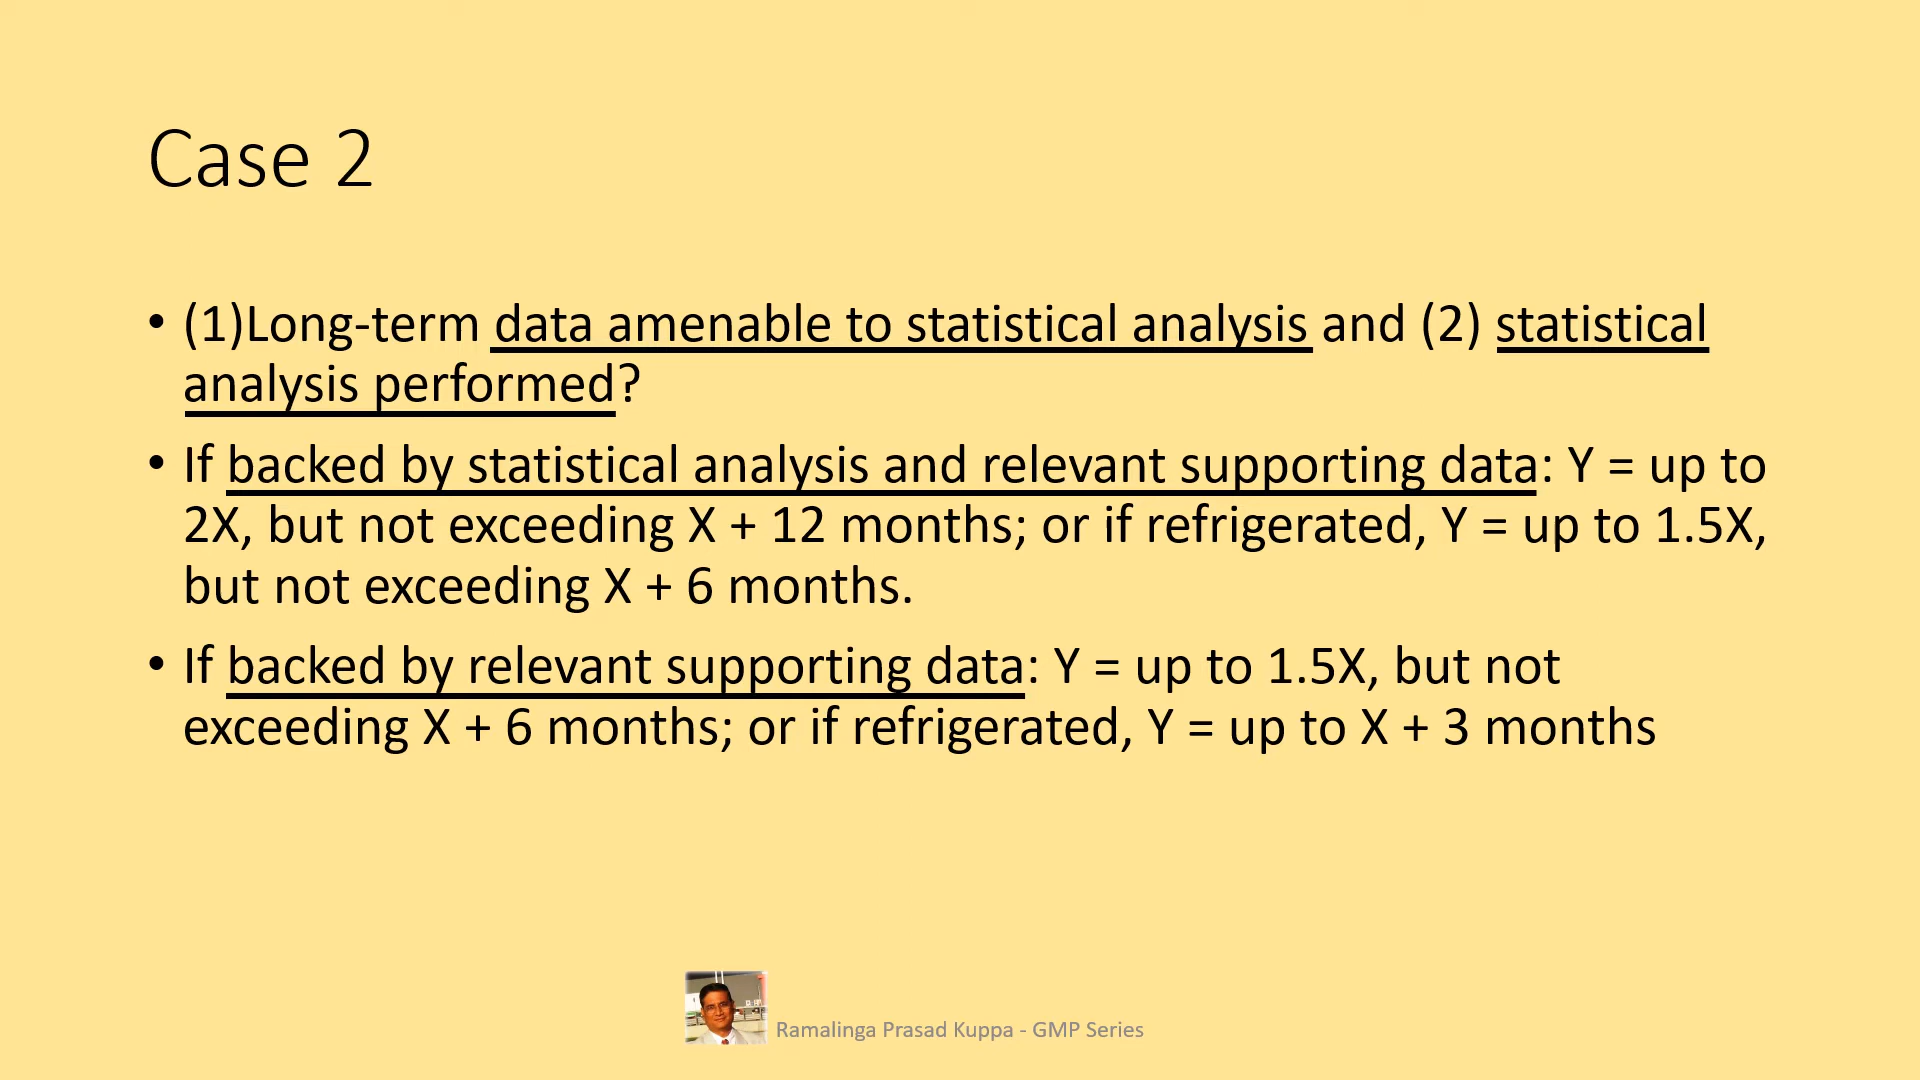 Case 2
• (1)Long-term data amenable to statistical analysis and (2) statistical
analysis performed?
• If backed by statistical analysis and relevant supporting data: Y = up to
2X, but not exceeding X + 12 months; or if refrigerated, Y = up to 1.5X,
but not exceeding X + 6 months.
• If backed by relevant supporting data: Y = up to 1.5X, but not
exceeding X + 6 months; or if refrigerated, Y = up to X + 3 months
Ramalinga Prasad Kuppa - GMP Series